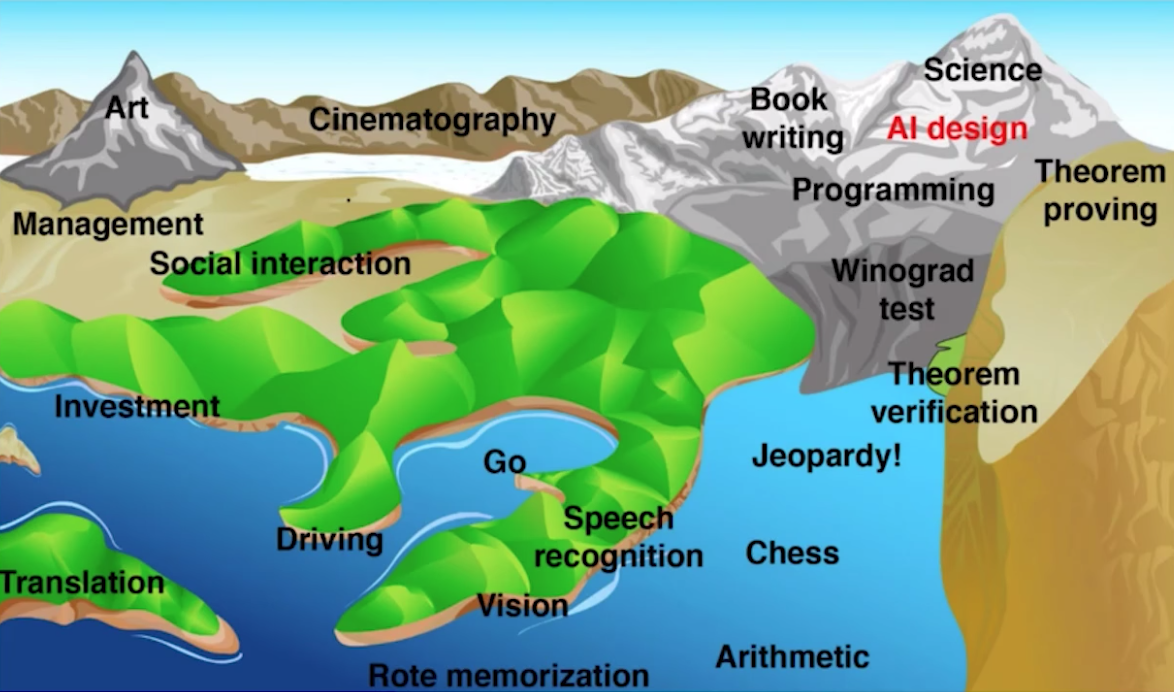 Science
Book
writing
AI design
Art
Cinematography
Theorem
proving
Programming
Management
Social interaction
Winograd
test
Theorem
verification
Investment
Jeopardy!
Go
Speech
recognition
Driving
Chess
Translation
Vision
Arithmetic
Rote memorization